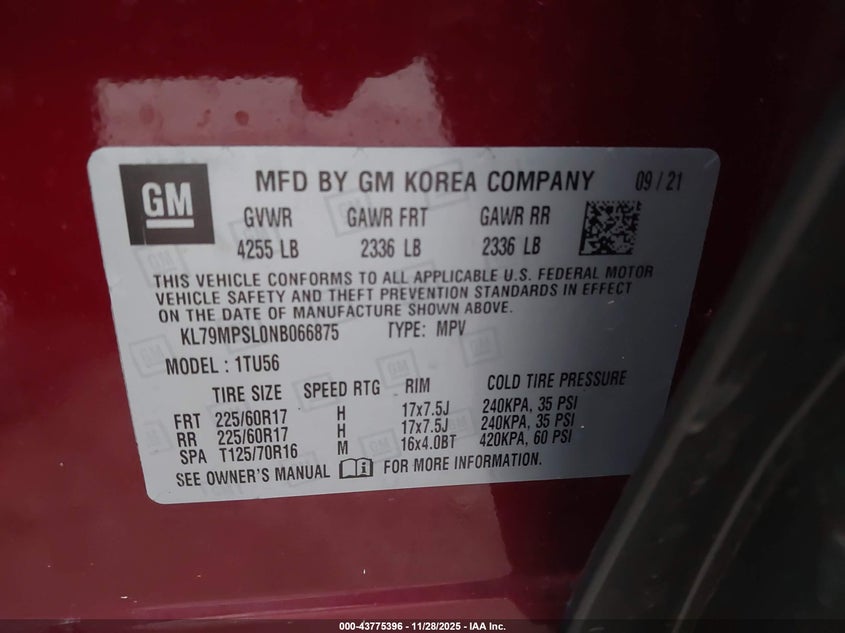 GM MFD BY GM KOREA COMPANY 09 / 21
GVWR GAWR FRT GAWR RR
4255 LB 2336 LB 2336 LB
THIS VEHICLE CONFORMS TO ALL APPLICABLE U.S. FEDERAL MOTOR
VEHICLE SAFETY AND THEFT PREVENTION STANDARDS IN EFFECT
ON THE DATE OF MANUFACTURE SHOWN ABOVE.
KL79MPSL0NB066875 TYPE: MPV
MODEL : 1TU56
TIRE SIZE SPEED RTG RIM COLD TIRE PRESSURE
FRT 225/60R17 H 17x7.5J 240KPA, 35 PSI
RR 225/60R17 H 17x7.5J 240KPA, 35 PSI
SPA T125/70R16 M 16x4.0BT 420KPA, 60 PSI
SEE OWNER'S MANUAL FOR MORE INFORMATION.
000-43775396 - 11/28/2025 - IAA Inc.